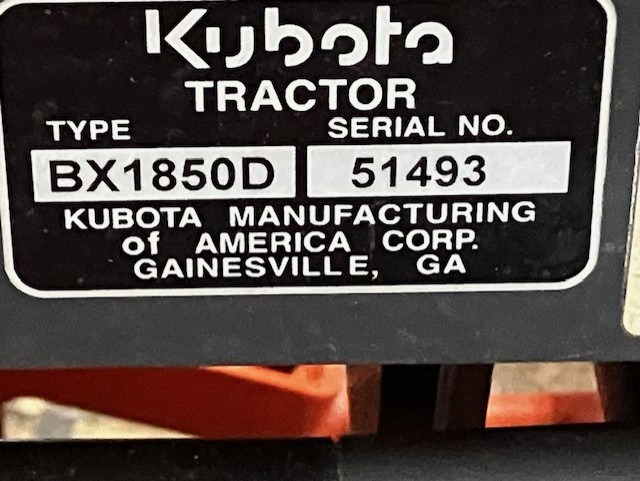 Kubota
TRACTOR
TYPE SERIAL NO.
BX1850D 51493
KUBOTA MANUFACTURING
of AMERICA CORP.
GAINESVILLE, GA